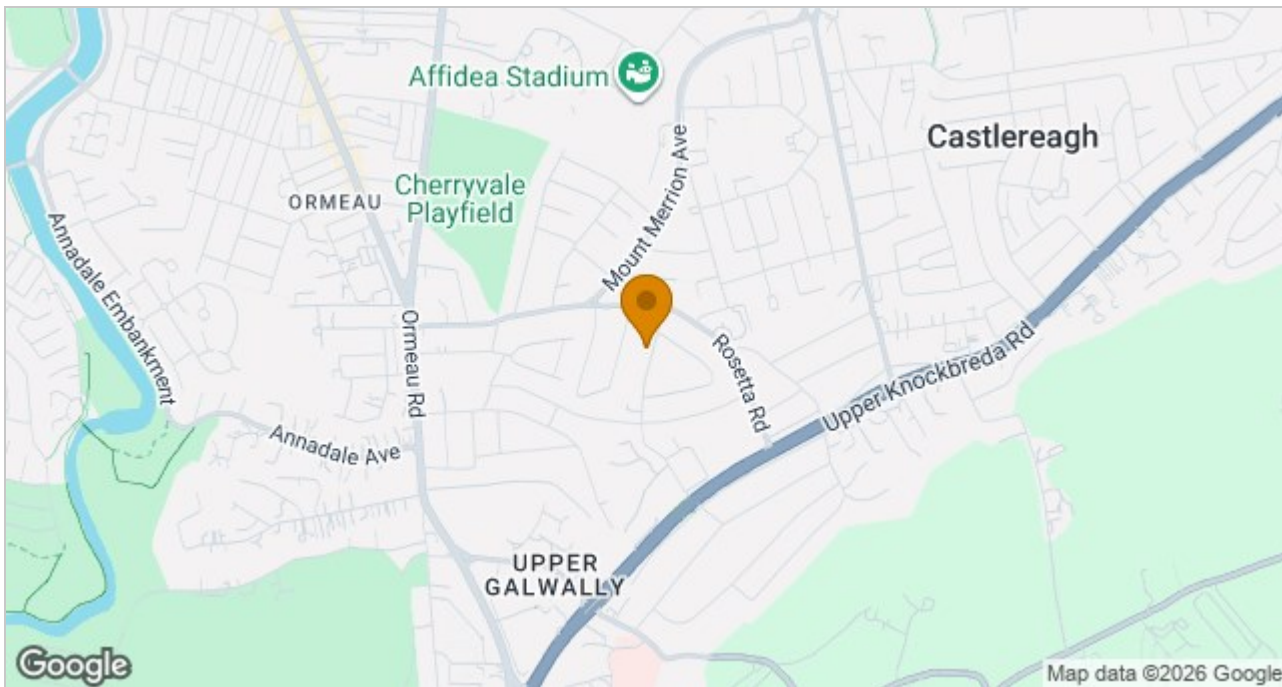 Affidea Stadium
Castlereagh
Cherryvale
Playfield
ORMEAU
Mount Merrion Ave
Annadale Embankment
Ormeau Rd
Rosetta Rd
Upper Knockbreda Rd
Annadale Ave
UPPER
GALWALLY
Google
Map data ©2026 Google